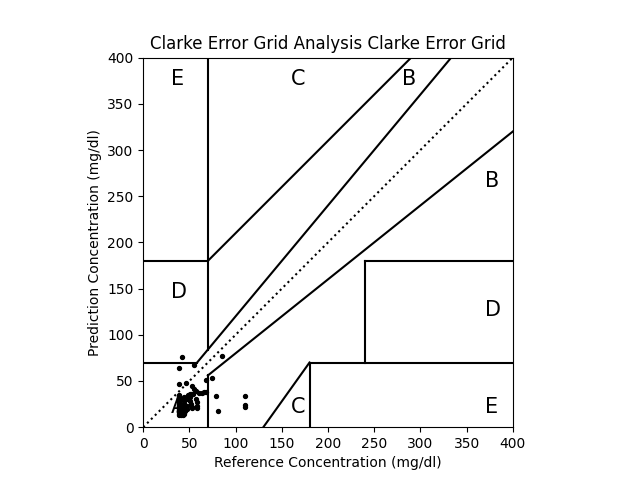 Clarke Error Grid Analysis Clarke Error Grid
400
350
300
250
200
150
100
50
0
E
C
B
B
D
D
A
C
E
0 50 100 150 200 250 300 350 400
Prediction Concentration (mg/dl)
Reference Concentration (mg/dl)